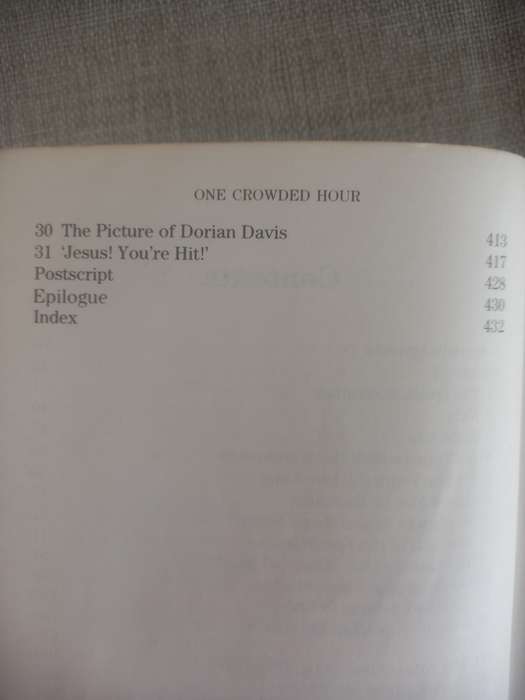 ONE CROWDED HOUR
30 The Picture of Dorian Davis 413
31 'Jesus! You're Hit!' 417
Postscript 428
Epilogue 430
Index 432